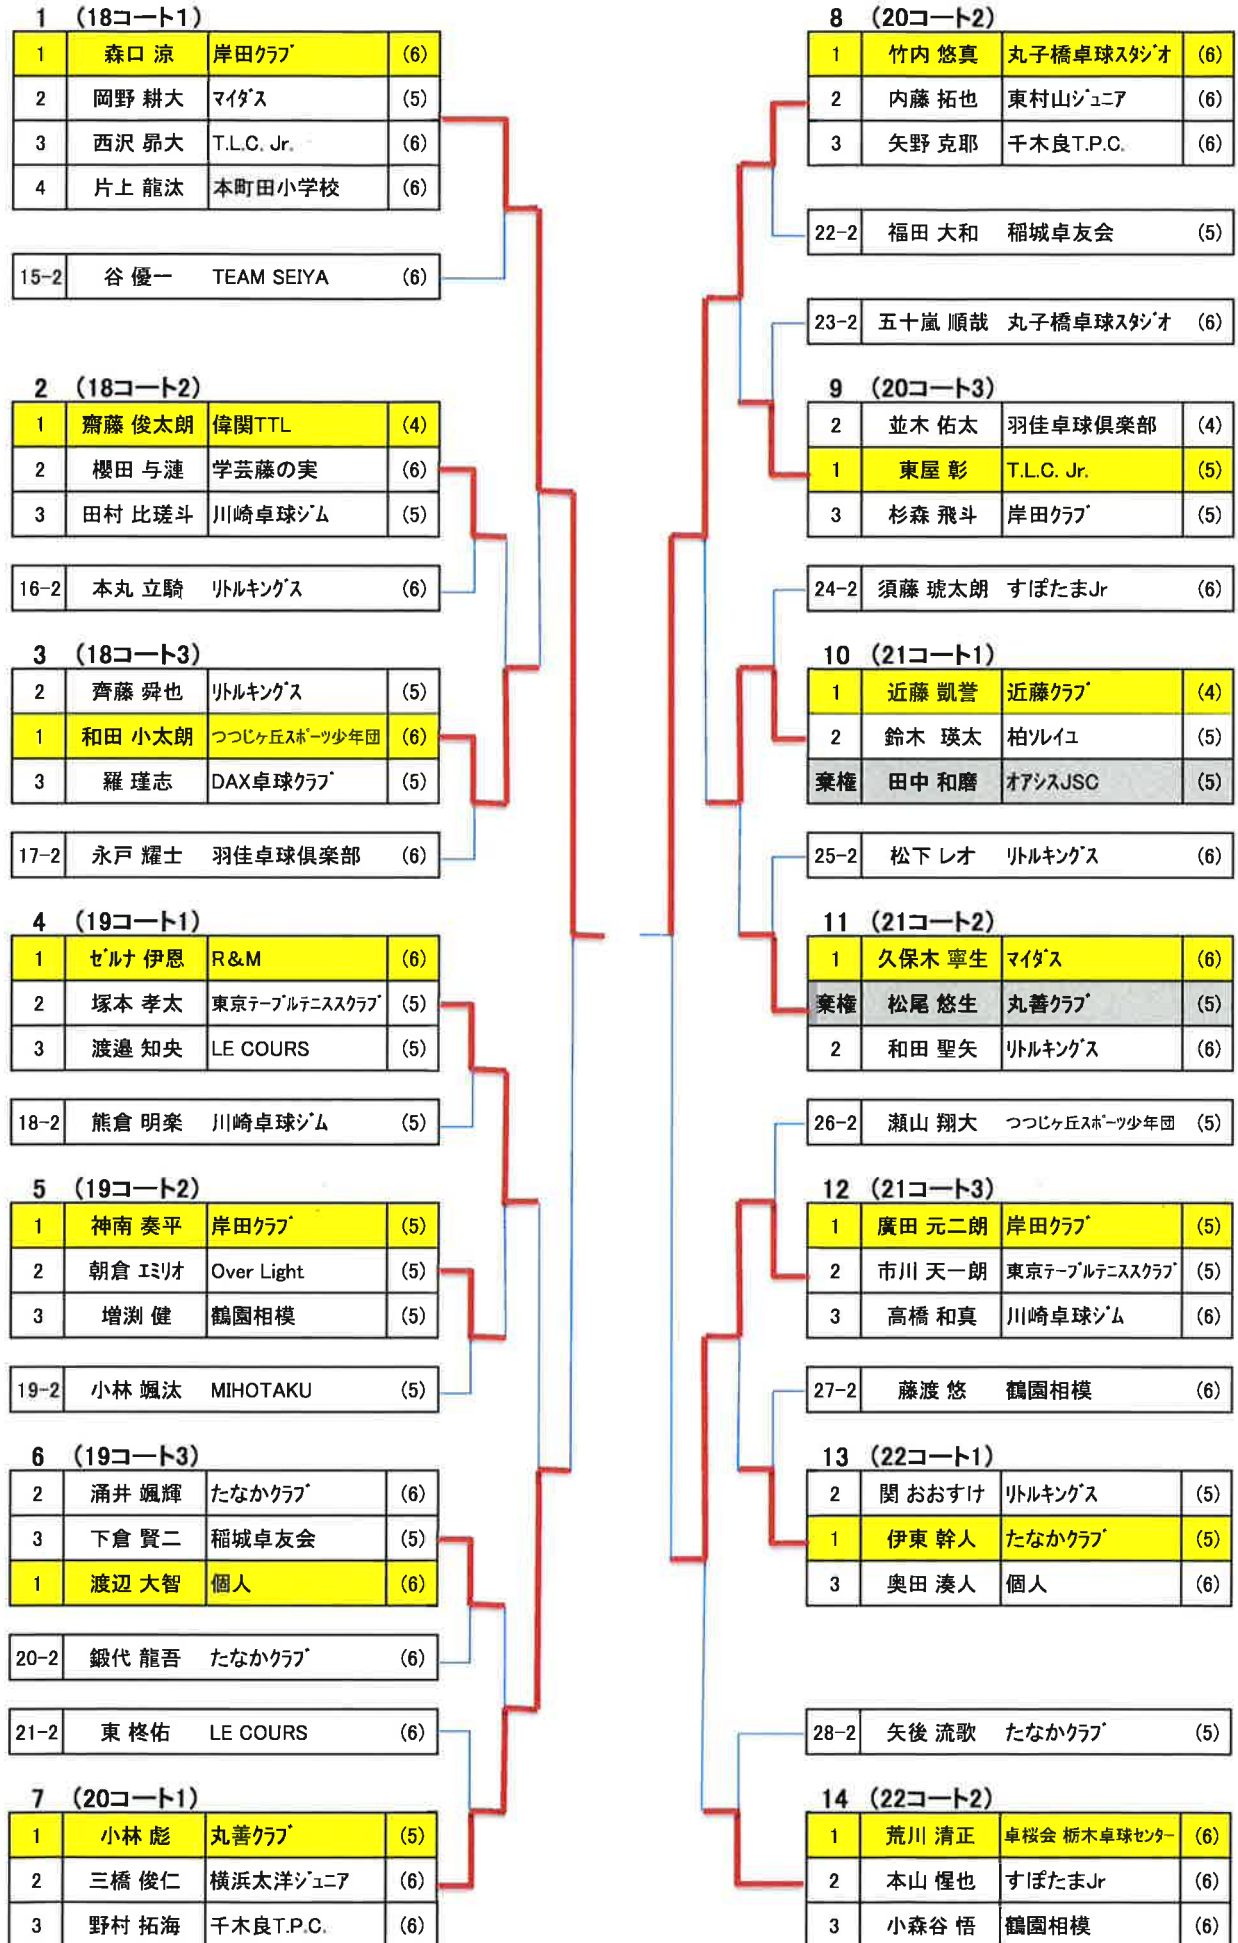 1 (18コート1)
1 森口 涼 岸田クラブ (6)
2 岡野 耕大 マイダス (5)
3 西沢 昴大 T.L.C. Jr. (6)
4 片上 龍汰 本町田小学校 (6)
15-2 谷 優一 TEAM SEIYA (6)
2 (18コート2)
1 齋藤 俊太朗 偉関TTL (4)
2 櫻田 与漣 学芸藤の実 (6)
3 田村 比瑳斗 川崎卓球ジム (5)
16-2 本丸 立騎 リトルキングス (6)
3 (18コート3)
2 齊藤 舜也 リトルキングス (5)
1 和田 小太朗 つつじヶ丘スポーツ少年団 (6)
3 羅 瑾志 DAX卓球クラブ (5)
17-2 永戸 耀士 羽佳卓球倶楽部 (6)
4 (19コート1)
1 ゼルナ 伊恩 R&M (6)
2 塚本 孝太 東京テーブルテニススクラブ (5)
3 渡邉 知央 LE COURS (5)
18-2 熊倉 明楽 川崎卓球ジム (5)
5 (19コート2)
1 神南 奏平 岸田クラブ (5)
2 朝倉 エミリオ Over Light (5)
3 増渕 健 鶴園相模 (5)
19-2 小林 颯汰 MIHOTAKU (5)
6 (19コート3)
2 涌井 颯輝 たなかクラブ (6)
3 下倉 賢二 稲城卓友会 (5)
1 渡辺 大智 個人 (6)
20-2 鍛代 龍吾 たなかクラブ (6)
21-2 東 柊佑 LE COURS (6)
7 (20コート1)
1 小林 彪 丸善クラブ (5)
2 三橋 俊仁 横浜太洋ジュニア (6)
3 野村 拓海 千木良T.P.C. (6)
8 (20コート2)
1 竹内 悠真 丸子橋卓球スタジオ (6)
2 内藤 拓也 東村山ジュニア (6)
3 矢野 克耶 千木良T.P.C. (6)
22-2 福田 大和 稲城卓友会 (5)
23-2 五十嵐 順哉 丸子橋卓球スタジオ (6)
9 (20コート3)
2 並木 佑太 羽佳卓球倶楽部 (4)
1 東屋 彰 T.L.C. Jr. (5)
3 杉森 飛斗 岸田クラブ (5)
24-2 須藤 琥太朗 すぽたまJr (6)
10 (21コート1)
1 近藤 凱誉 近藤クラブ (4)
2 鈴木 瑛太 柏ソレイユ (5)
棄権 田中 和磨 オアシスJSC (5)
25-2 松下 レオ リトルキングス (6)
11 (21コート2)
1 久保木 寧生 マイダス (6)
棄権 松尾 悠生 丸善クラブ (5)
2 和田 聖矢 リトルキングス (6)
26-2 瀬山 翔大 つつじヶ丘スポーツ少年団 (5)
12 (21コート3)
1 廣田 元二朗 岸田クラブ (5)
2 市川 天一朗 東京テーブルテニススクラブ (5)
3 高橋 和真 川崎卓球ジム (6)
27-2 藤渡 悠 鶴園相模 (6)
13 (22コート1)
2 関 おおすけ リトルキングス (5)
1 伊東 幹人 たなかクラブ (5)
3 奥田 湊人 個人 (6)
28-2 矢後 流歌 たなかクラブ (5)
14 (22コート2)
1 荒川 清正 卓桜会 栃木卓球センター (6)
2 本山 惺也 すぽたまJr (6)
3 小森谷 悟 鶴園相模 (6)